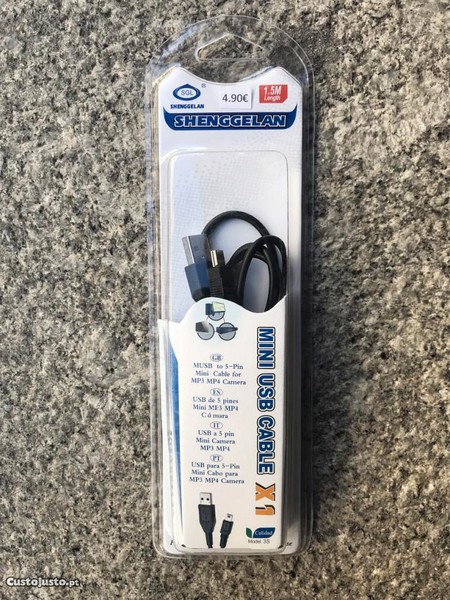 SGL
SHENGGELAN
4.90€
1.5M
Length
SHENGGELAN
MINI USB CABLE X1
GB
MUSB to 5-Pin
Mini Cable for
MP3 MP4 Camera
ES
USB de 5 pines
Mini MP3 MP4
Cámara
IT
USB a 5 pin
Mini Camera
MP3 MP4
PT
USB para 5-Pin
Mini Cabo para
MP3 MP4 Camera
Calidad
Model: 3S
CustoJusto.pt